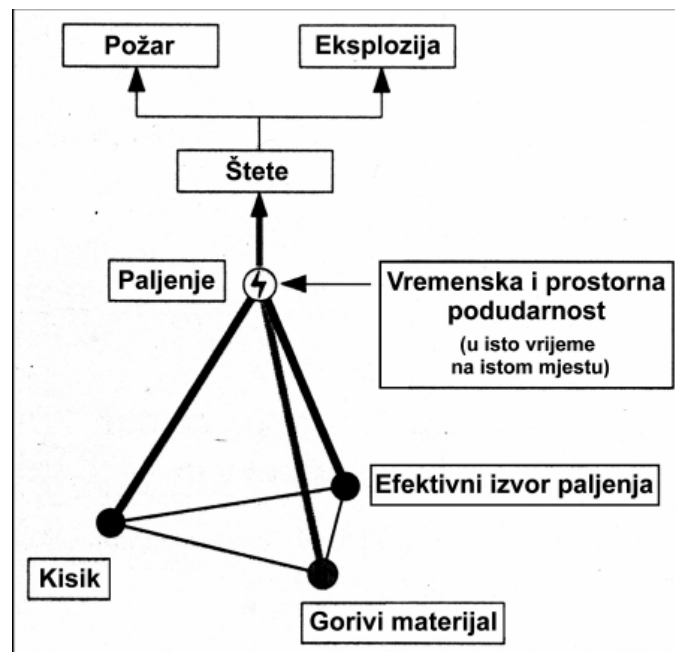 Požar
Eksplozija
Štete
Paljenje
Vremenska i prostorna
podudarnost
(u isto vrijeme
na istom mjestu)
Efektivni izvor paljenja
Kisik
Gorivi materijal